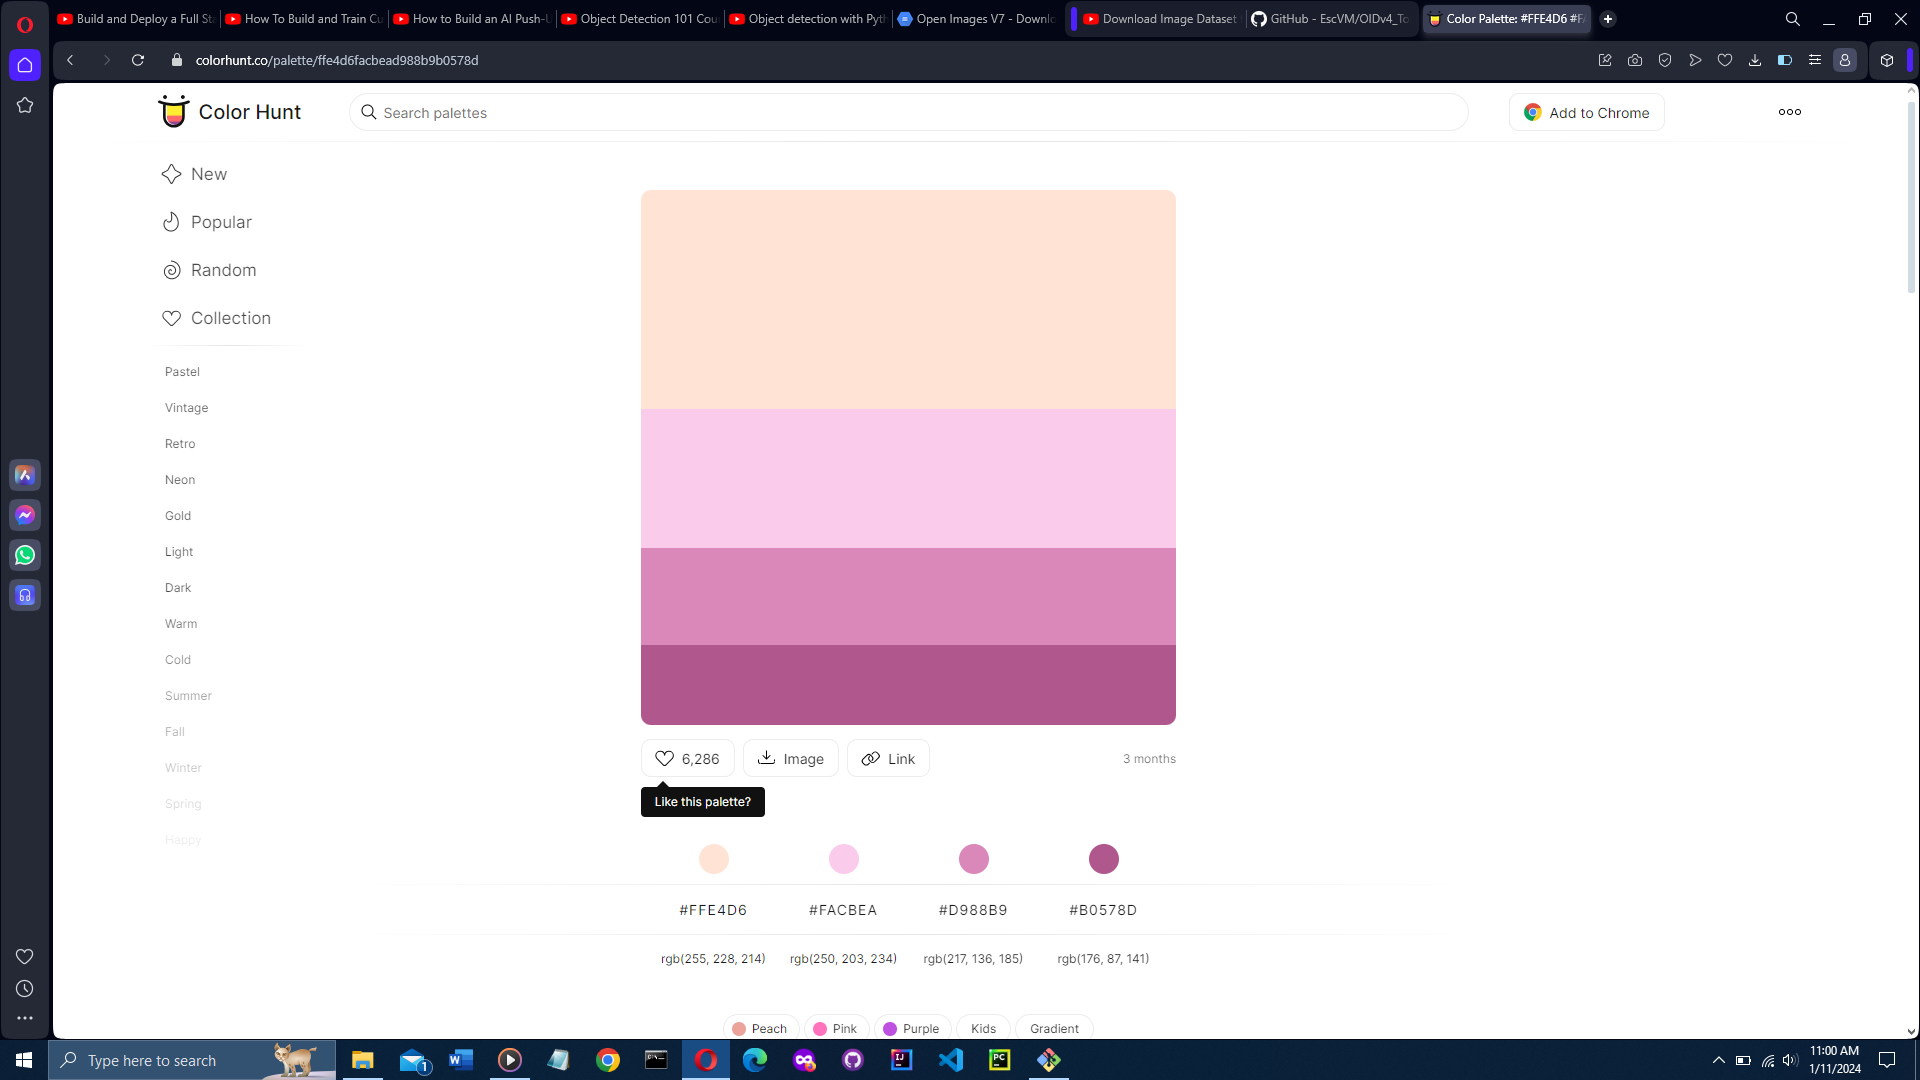 Build and Deploy a Full Sta
How To Build and Train Cu
How to Build an AI Push-U
Object Detection 101 Cour
Object detection with Pyth
Open Images V7 - Downlo
Download Image Dataset
GitHub - EscVM/OIDv4_To
Color Palette: #FFE4D6 #FA
colorhunt.co/palette/ffe4d6facbead988b9b0578d
Color Hunt
Search palettes
Add to Chrome
New
Popular
Random
Collection
Pastel
Vintage
Retro
Neon
Gold
Light
Dark
Warm
Cold
Summer
Fall
Winter
Spring
Happy
6,286
Image
Link
3 months
Like this palette?
#FFE4D6
#FACBEA
#D988B9
#B0578D
rgb(255, 228, 214)
rgb(250, 203, 234)
rgb(217, 136, 185)
rgb(176, 87, 141)
Peach
Pink
Purple
Kids
Gradient
Type here to search
1
11:00 AM
1/11/2024